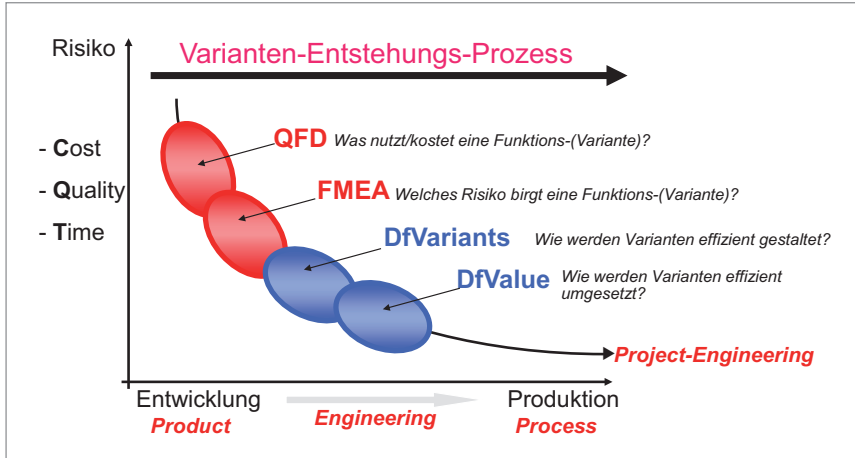 Risiko
Varianten-Entstehungs-Prozess
- Cost
- Quality
- Time
QFD Was nutzt/kostet eine Funktions-(Variante)?
FMEA Welches Risiko birgt eine Funktions-(Variante)?
DfVariants Wie werden Varianten effizient gestaltet?
DfValue Wie werden Varianten effizient
umgesetzt?
Project-Engineering
Entwicklung
Product
Engineering
Produktion
Process